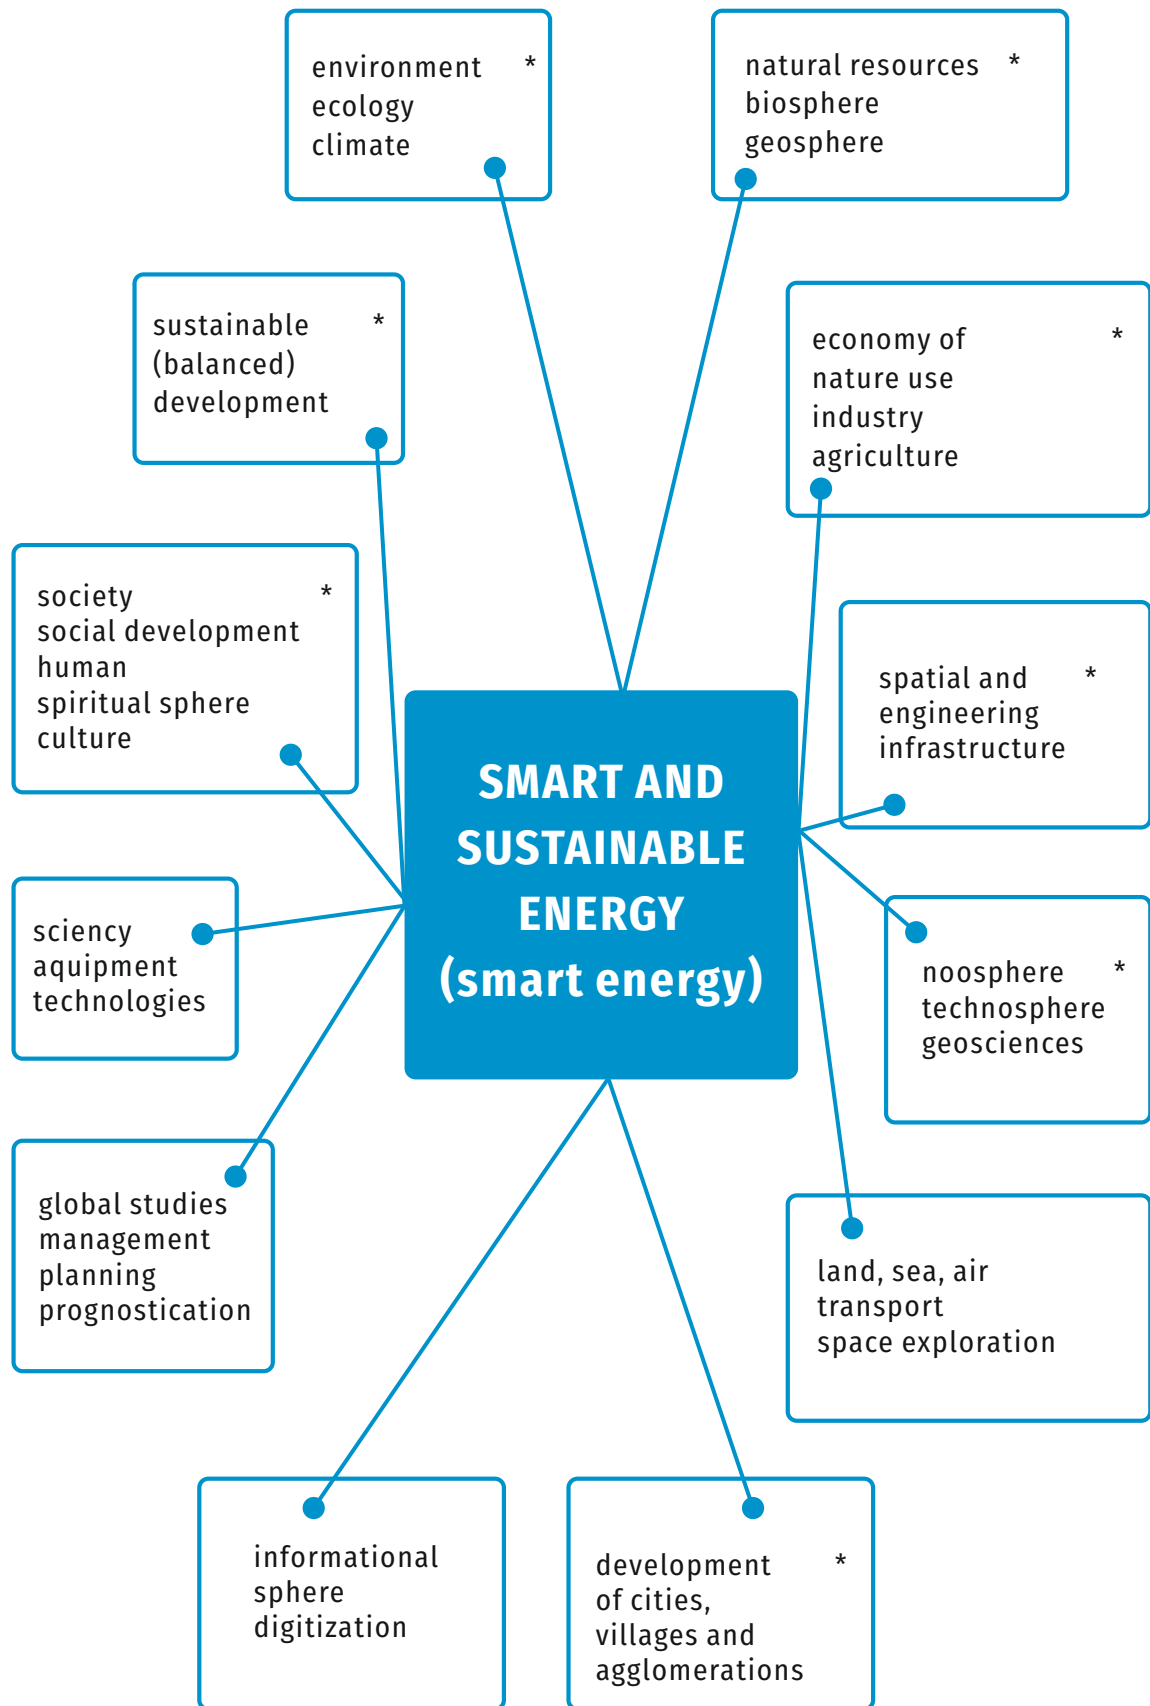 environment *
ecology
climate
natural resources *
biosphere
geosphere
sustainable *
(balanced)
development
economy of *
nature use
industry
agriculture
society *
social development
human
spiritual sphere
culture
spatial and *
engineering
infrastructure
SMART AND
SUSTAINABLE
ENERGY
(smart energy)
sciency
aquipment
technologies
noosphere *
technosphere
geosciences
global studies
management
planning
prognostication
land, sea, air
transport
space exploration
informational
sphere
digitization
development *
of cities,
villages and
agglomerations